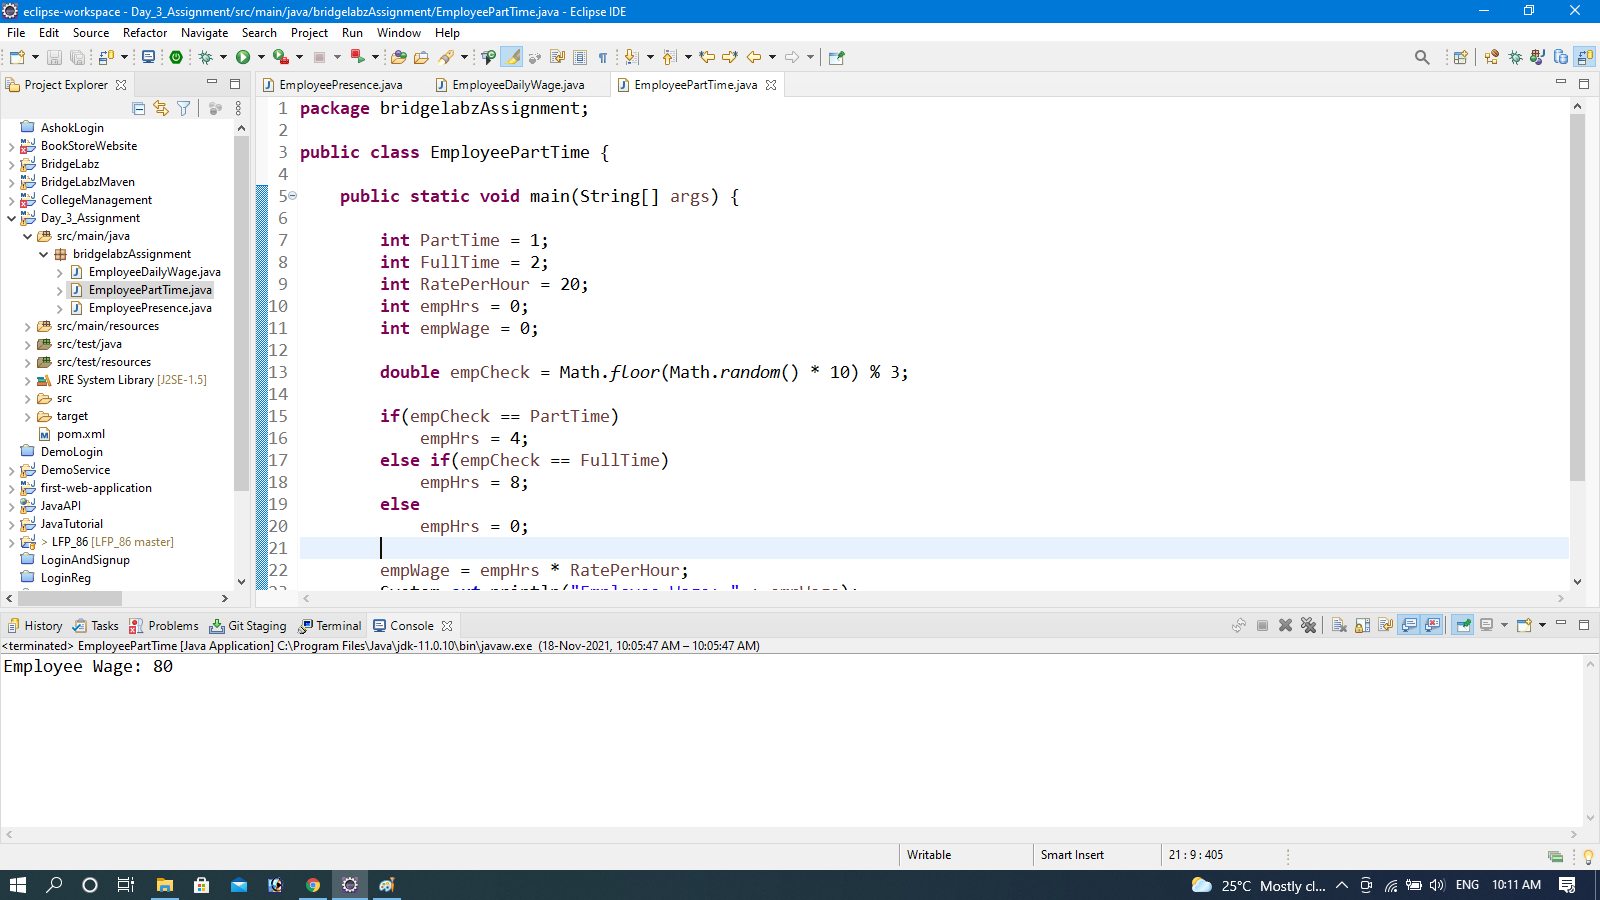 eclipse-workspace - Day_3_Assignment/src/main/java/bridgelabzAssignment/EmployeePartTime.java - Eclipse IDE
File Edit Source Refactor Navigate Search Project Run Window Help
Project Explorer
EmployeePresence.java EmployeeDailyWage.java EmployeePartTime.java
AshokLogin
BookStoreWebsite
BridgeLabz
BridgeLabzMaven
CollegeManagement
Day_3_Assignment
src/main/java
bridgelabzAssignment
EmployeeDailyWage.java
EmployeePartTime.java
EmployeePresence.java
src/main/resources
src/test/java
src/test/resources
JRE System Library [J2SE-1.5]
src
target
pom.xml
DemoLogin
DemoService
first-web-application
JavaAPI
JavaTutorial
> LFP_86 [LFP_86 master]
LoginAndSignup
LoginReg
1 package bridgelabzAssignment;
2
3 public class EmployeePartTime {
4
5 public static void main(String[] args) {
6
7 int PartTime = 1;
8 int FullTime = 2;
9 int RatePerHour = 20;
10 int empHrs = 0;
11 int empWage = 0;
12
13 double empCheck = Math.floor(Math.random() * 10) % 3;
14
15 if(empCheck == PartTime)
16 empHrs = 4;
17 else if(empCheck == FullTime)
18 empHrs = 8;
19 else
20 empHrs = 0;
21
22 empWage = empHrs * RatePerHour;
23 System.out.println("Employee Wage: " + empWage);
History Tasks Problems Git Staging Terminal Console
<terminated> EmployeePartTime [Java Application] C:\Program Files\Java\jdk-11.0.10\bin\javaw.exe (18-Nov-2021, 10:05:47 AM – 10:05:47 AM)
Employee Wage: 80
Writable Smart Insert 21 : 9 : 405
25°C Mostly cl... ENG 10:11 AM